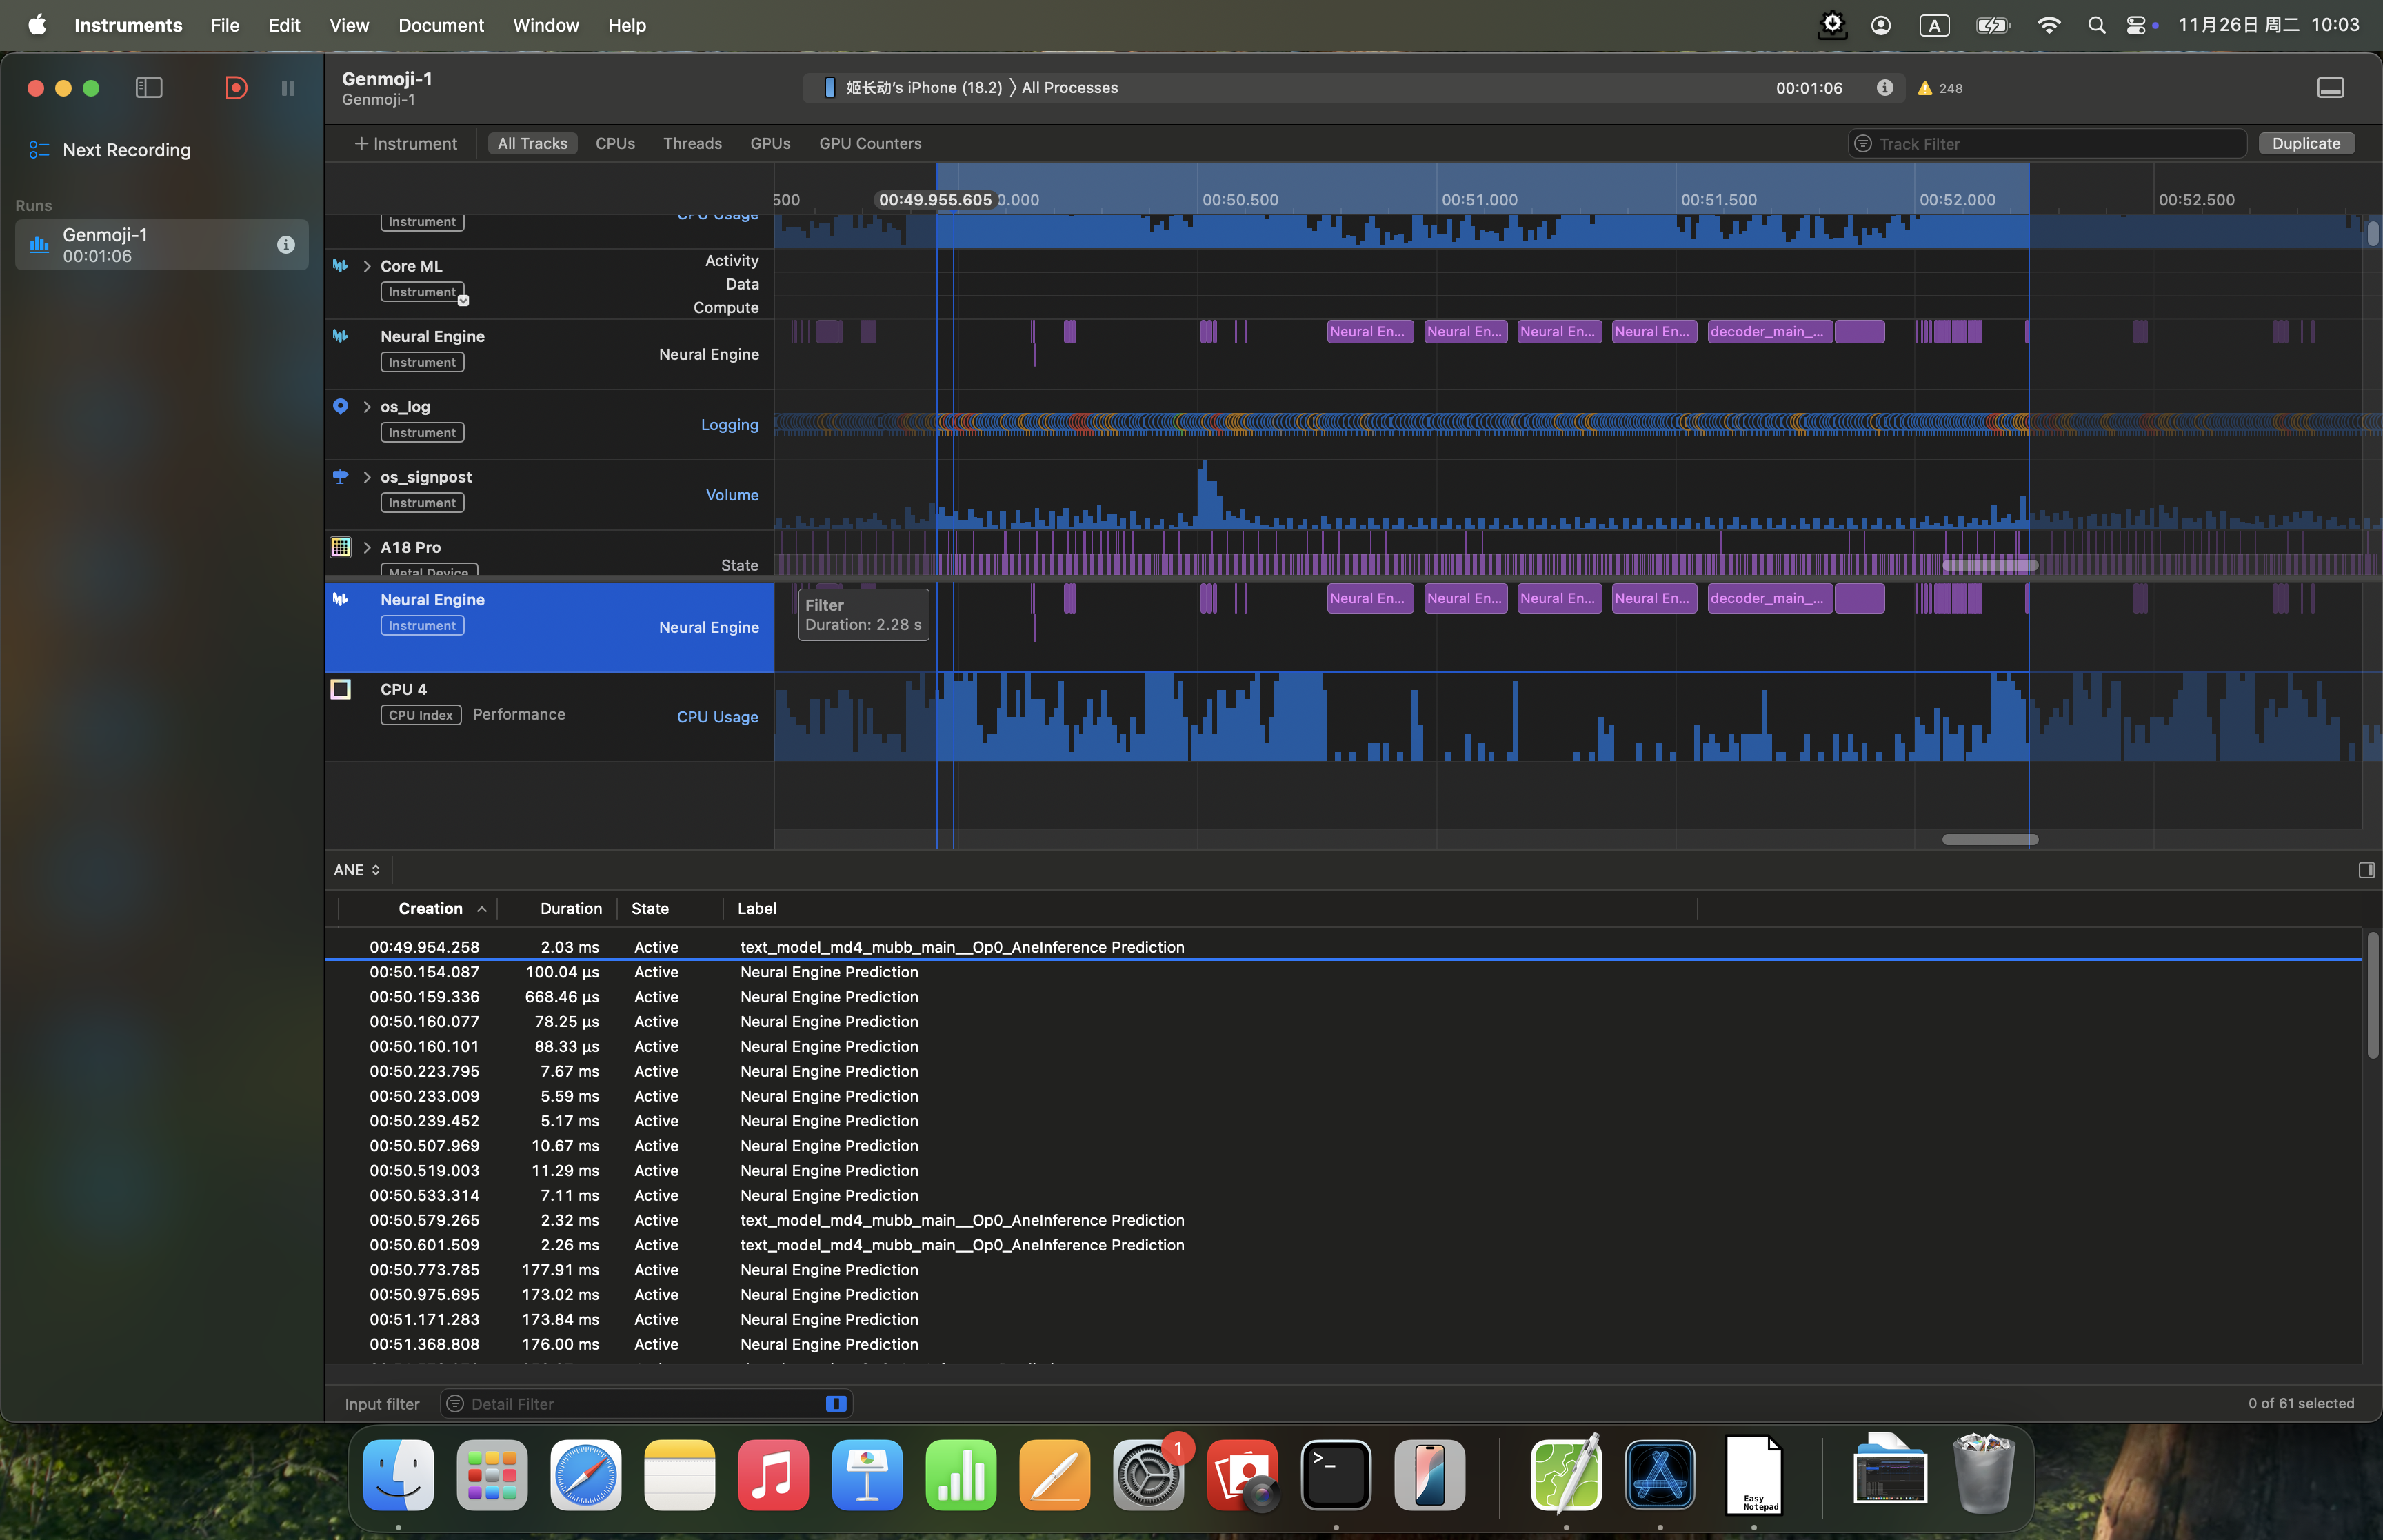 Instruments File Edit View Document Window Help
A 11月26日 周二 10:03
Genmoji-1
Genmoji-1
姬长动's iPhone (18.2) 〉All Processes 00:01:06 248
Next Recording
Runs
Genmoji-1
00:01:06
+ Instrument All Tracks CPUs Threads GPUs GPU Counters Track Filter Duplicate
500 00:49.955.605 0.000 00:50.500 00:51.000 00:51.500 00:52.000 00:52.500
Instrument CPU Usage
Core ML
Instrument
Activity
Data
Compute
Neural Engine
Instrument
Neural Engine
Neural En... Neural En... Neural En... Neural En... decoder_main_...
os_log
Instrument
Logging
os_signpost
Instrument
Volume
A18 Pro
Metal Device
State
Neural Engine
Instrument
Neural Engine
Filter
Duration: 2.28 s
Neural En... Neural En... Neural En... Neural En... decoder_main_...
CPU 4
CPU Index Performance
CPU Usage
ANE
Creation Duration State Label
00:49.954.258 2.03 ms Active text_model_md4_mubb_main__Op0_AneInference Prediction
00:50.154.087 100.04 µs Active Neural Engine Prediction
00:50.159.336 668.46 µs Active Neural Engine Prediction
00:50.160.077 78.25 µs Active Neural Engine Prediction
00:50.160.101 88.33 µs Active Neural Engine Prediction
00:50.223.795 7.67 ms Active Neural Engine Prediction
00:50.233.009 5.59 ms Active Neural Engine Prediction
00:50.239.452 5.17 ms Active Neural Engine Prediction
00:50.507.969 10.67 ms Active Neural Engine Prediction
00:50.519.003 11.29 ms Active Neural Engine Prediction
00:50.533.314 7.11 ms Active Neural Engine Prediction
00:50.579.265 2.32 ms Active text_model_md4_mubb_main__Op0_AneInference Prediction
00:50.601.509 2.26 ms Active text_model_md4_mubb_main__Op0_AneInference Prediction
00:50.773.785 177.91 ms Active Neural Engine Prediction
00:50.975.695 173.02 ms Active Neural Engine Prediction
00:51.171.283 173.84 ms Active Neural Engine Prediction
00:51.368.808 176.00 ms Active Neural Engine Prediction
Input filter Detail Filter 0 of 61 selected
1
>_
Easy
Notepad